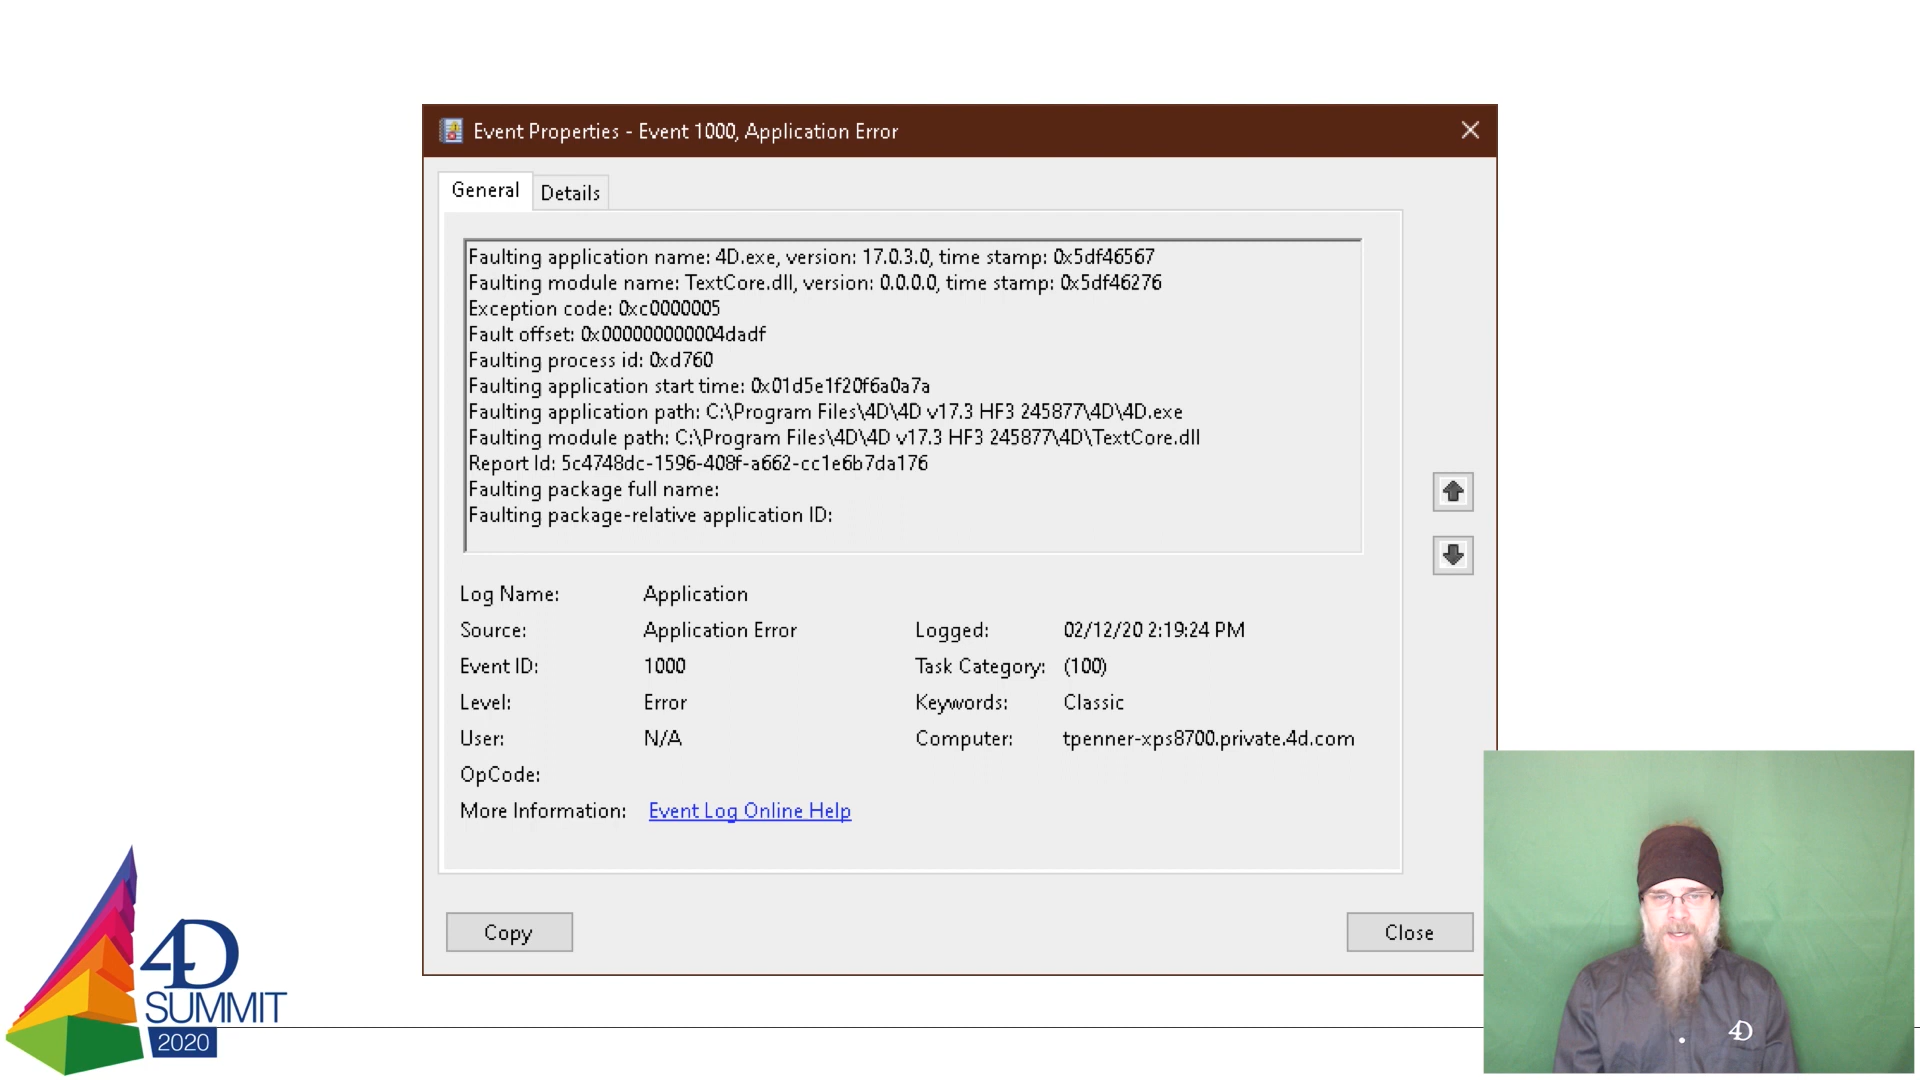 Event Properties - Event 1000, Application Error
General
Details
Faulting application name: 4D.exe, version: 17.0.3.0, time stamp: 0x5df46567
Faulting module name: TextCore.dll, version: 0.0.0.0, time stamp: 0x5df46276
Exception code: 0xc0000005
Fault offset: 0x000000000004dadf
Faulting process id: 0xd760
Faulting application start time: 0x01d5e1f20f6a0a7a
Faulting application path: C:\Program Files\4D\4D v17.3 HF3 245877\4D\4D.exe
Faulting module path: C:\Program Files\4D\4D v17.3 HF3 245877\4D\TextCore.dll
Report Id: 5c4748dc-1596-408f-a662-cc1e6b7da176
Faulting package full name:
Faulting package-relative application ID:
Log Name: Application
Source: Application Error Logged: 02/12/20 2:19:24 PM
Event ID: 1000 Task Category: (100)
Level: Error Keywords: Classic
User: N/A Computer: tpenner-xps8700.private.4d.com
OpCode:
More Information: Event Log Online Help
Copy
Close
4D
SUMMIT
2020
4D